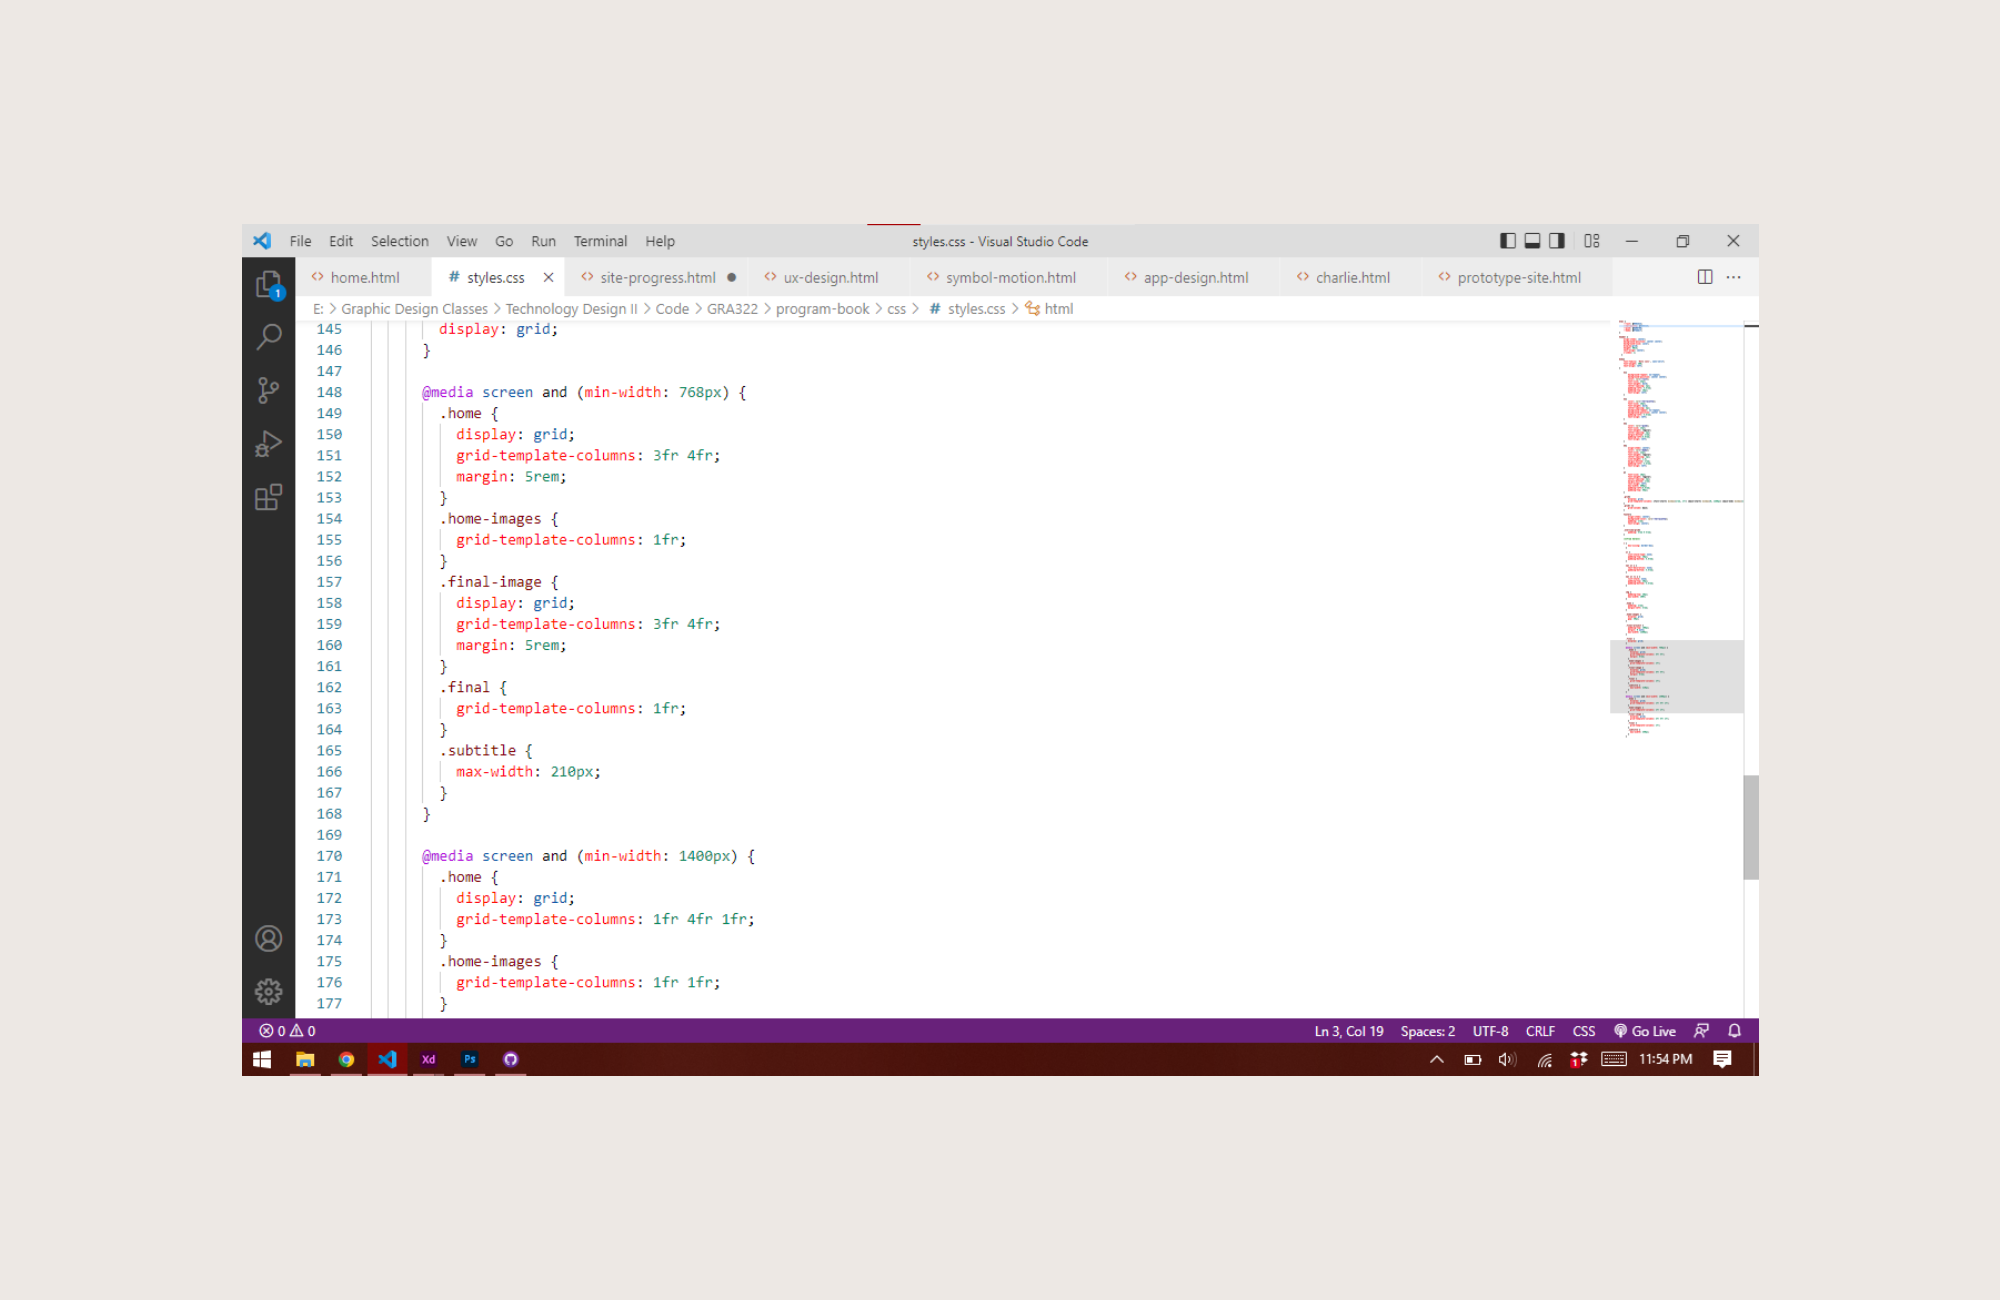 File Edit Selection View Go Run Terminal Help styles.css - Visual Studio Code
home.html # styles.css site-progress.html ux-design.html symbol-motion.html app-design.html charlie.html prototype-site.html
1
E: > Graphic Design Classes > Technology Design II > Code > GRA322 > program-book > css > # styles.css > html
145 display: grid;
146 }
147
148 @media screen and (min-width: 768px) {
149 .home {
150 display: grid;
151 grid-template-columns: 3fr 4fr;
152 margin: 5rem;
153 }
154 .home-images {
155 grid-template-columns: 1fr;
156 }
157 .final-image {
158 display: grid;
159 grid-template-columns: 3fr 4fr;
160 margin: 5rem;
161 }
162 .final {
163 grid-template-columns: 1fr;
164 }
165 .subtitle {
166 max-width: 210px;
167 }
168 }
169
170 @media screen and (min-width: 1400px) {
171 .home {
172 display: grid;
173 grid-template-columns: 1fr 4fr 1fr;
174 }
175 .home-images {
176 grid-template-columns: 1fr 1fr;
177 }
0 0 Ln 3, Col 19 Spaces: 2 UTF-8 CRLF CSS Go Live
Xd Ps 1 11:54 PM